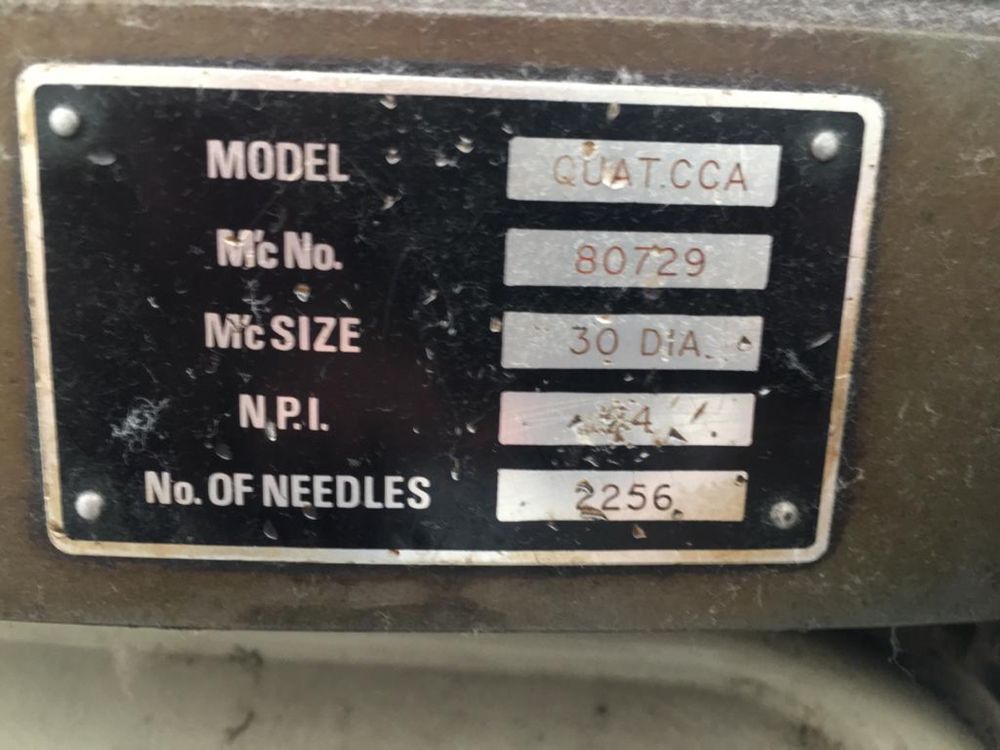 MODEL QUAT.CCA
M/c No. 80729
M/c SIZE 30 DIA.
N.P.I.
No. OF NEEDLES 2256